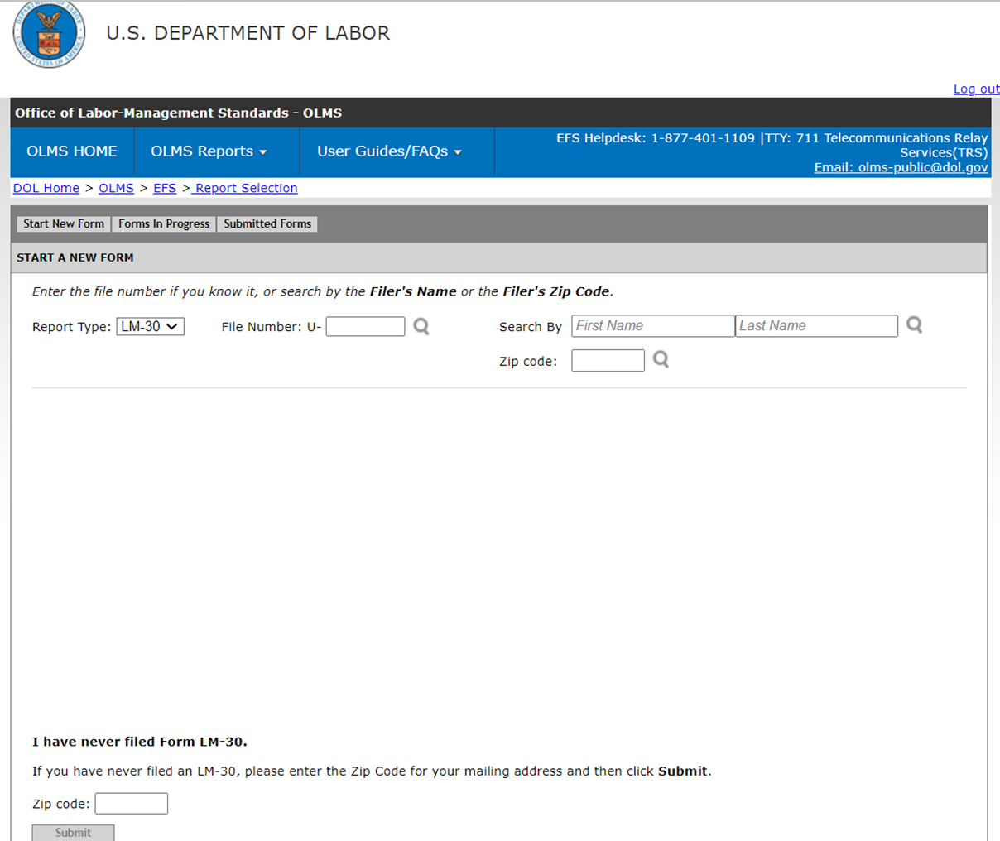 U.S. DEPARTMENT OF LABOR
Log out
Office of Labor-Management Standards - OLMS
OLMS HOME
OLMS Reports
User Guides/FAQs
EFS Helpdesk: 1-877-401-1109 |TTY: 711 Telecommunications Relay
Services(TRS)
Email: olms-public@dol.gov
DOL Home > OLMS > EFS > Report Selection
Start New Form Forms In Progress Submitted Forms
START A NEW FORM
Enter the file number if you know it, or search by the Filer's Name or the Filer's Zip Code.
Report Type: LM-30 File Number: U- Search By First Name Last Name
Zip code:
I have never filed Form LM-30.
If you have never filed an LM-30, please enter the Zip Code for your mailing address and then click Submit.
Zip code:
Submit